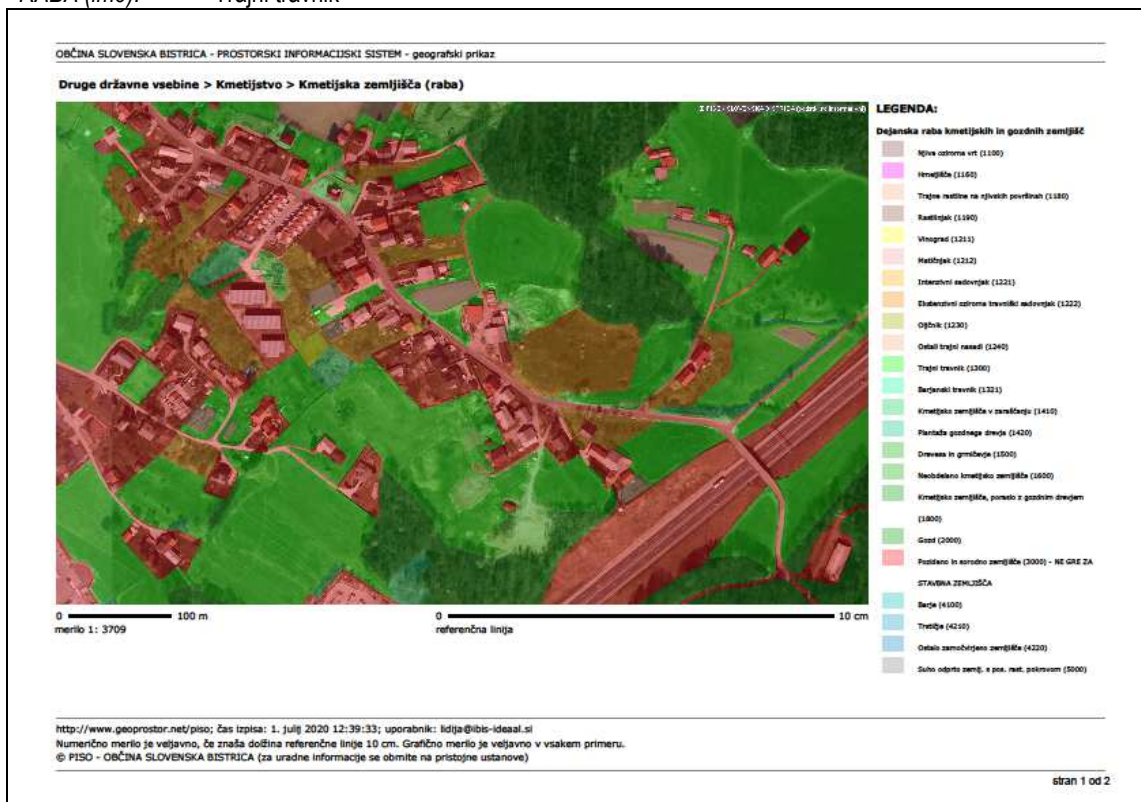 RABA (ime): Trajni travnik
OBČINA SLOVENSKA BISTRICA - PROSTORSKI INFORMACIJSKI SISTEM - geografski prikaz
Druge državne vsebine > Kmetijstvo > Kmetijska zemljišča (raba)
LEGENDA:
Dejanska raba kmetijskih in gozdnih zemljišč
Njiva oziroma vrt (1100)
Hmeljišče (1160)
Trajne rastline na njivskih površinah (1180)
Rastlinjak (1190)
Vinograd (1211)
Matičnjak (1212)
Intenzivni sadovnjak (1221)
Ekstenzivni oziroma travniški sadovnjak (1222)
Oljčnik (1230)
Ostali trajni nasadi (1240)
Trajni travnik (1300)
Barjanski travnik (1321)
Kmetijsko zemljišče v zaraščanju (1410)
Plantaža gozdnega drevja (1420)
Drevesa in grmičevje (1500)
Neobdelano kmetijsko zemljišče (1600)
Kmetijsko zemljišče, poraslo z gozdnim drevjem
(1800)
Gozd (2000)
Pozidano in sorodno zemljišče (3000) - NE GRE ZA
STAVBNA ZEMLJIŠČA
Barje (4100)
Trstičje (4210)
Ostalo zamočvirjeno zemljišče (4220)
Suho odprto zemlj. s pos. rast. pokrovom (5000)
0 100 m
merilo 1: 3709
0 10 cm
referenčna linija
http://www.geoprostor.net/piso; čas izpisa: 1. julij 2020 12:39:33; uporabnik: lidija@ibis-ideaal.si
Numerično merilo je veljavno, če znaša dolžina referenčne linije 10 cm. Grafično merilo je veljavno v vsakem primeru.
© PISO - OBČINA SLOVENSKA BISTRICA (za uradne informacije se obrnite na pristojne ustanove)
stran 1 od 2